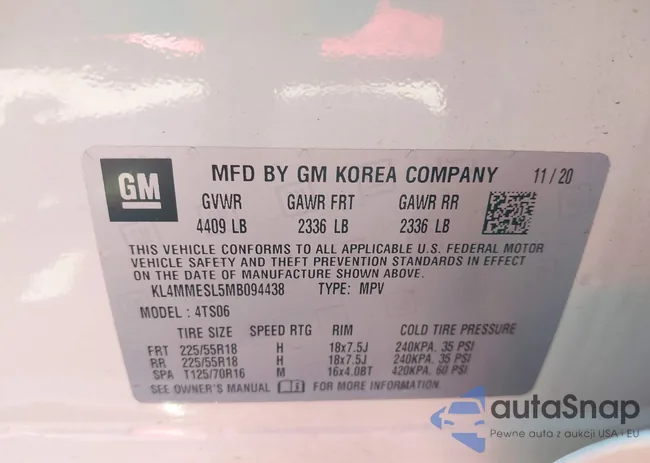 GM
MFD BY GM KOREA COMPANY 11/20
GVWR GAWR FRT GAWR RR
4409 LB 2336 LB 2336 LB
THIS VEHICLE CONFORMS TO ALL APPLICABLE U.S. FEDERAL MOTOR
VEHICLE SAFETY AND THEFT PREVENTION STANDARDS IN EFFECT
ON THE DATE OF MANUFACTURE SHOWN ABOVE.
KL4MMESL5MB094438 TYPE: MPV
MODEL: 4TS06
TIRE SIZE SPEED RTG RIM COLD TIRE PRESSURE
FRT 225/55R18 H 18x7.5J 240KPA, 35 PSI
RR 225/55R18 H 18x7.5J 240KPA, 35 PSI
SPA T125/70R16 M 16x4.0BT 420KPA, 60 PSI
SEE OWNER'S MANUAL FOR MORE INFORMATION.
autaSnap
Pewne auta z aukcji USA i EU